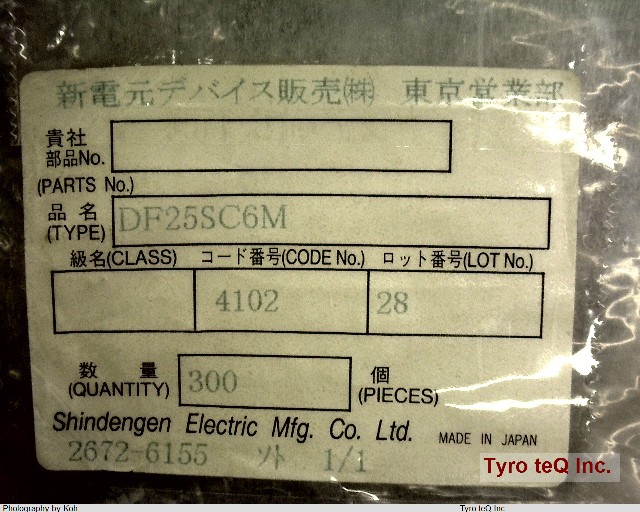 新電元デバイス販売㈱ 東京営業部
貴社
部品No.
(PARTS No.)
品名 DF25SC6M
(TYPE)
級名(CLASS) コード番号(CODE No.) ロット番号(LOT No.)
4102 28
数量 300 個
(QUANTITY) (PIECES)
Shindengen Electric Mfg. Co. Ltd. MADE IN JAPAN
2672-6155 ソト 1/1
Tyro teQ Inc.
Photography by Koh Tyro teQ Inc